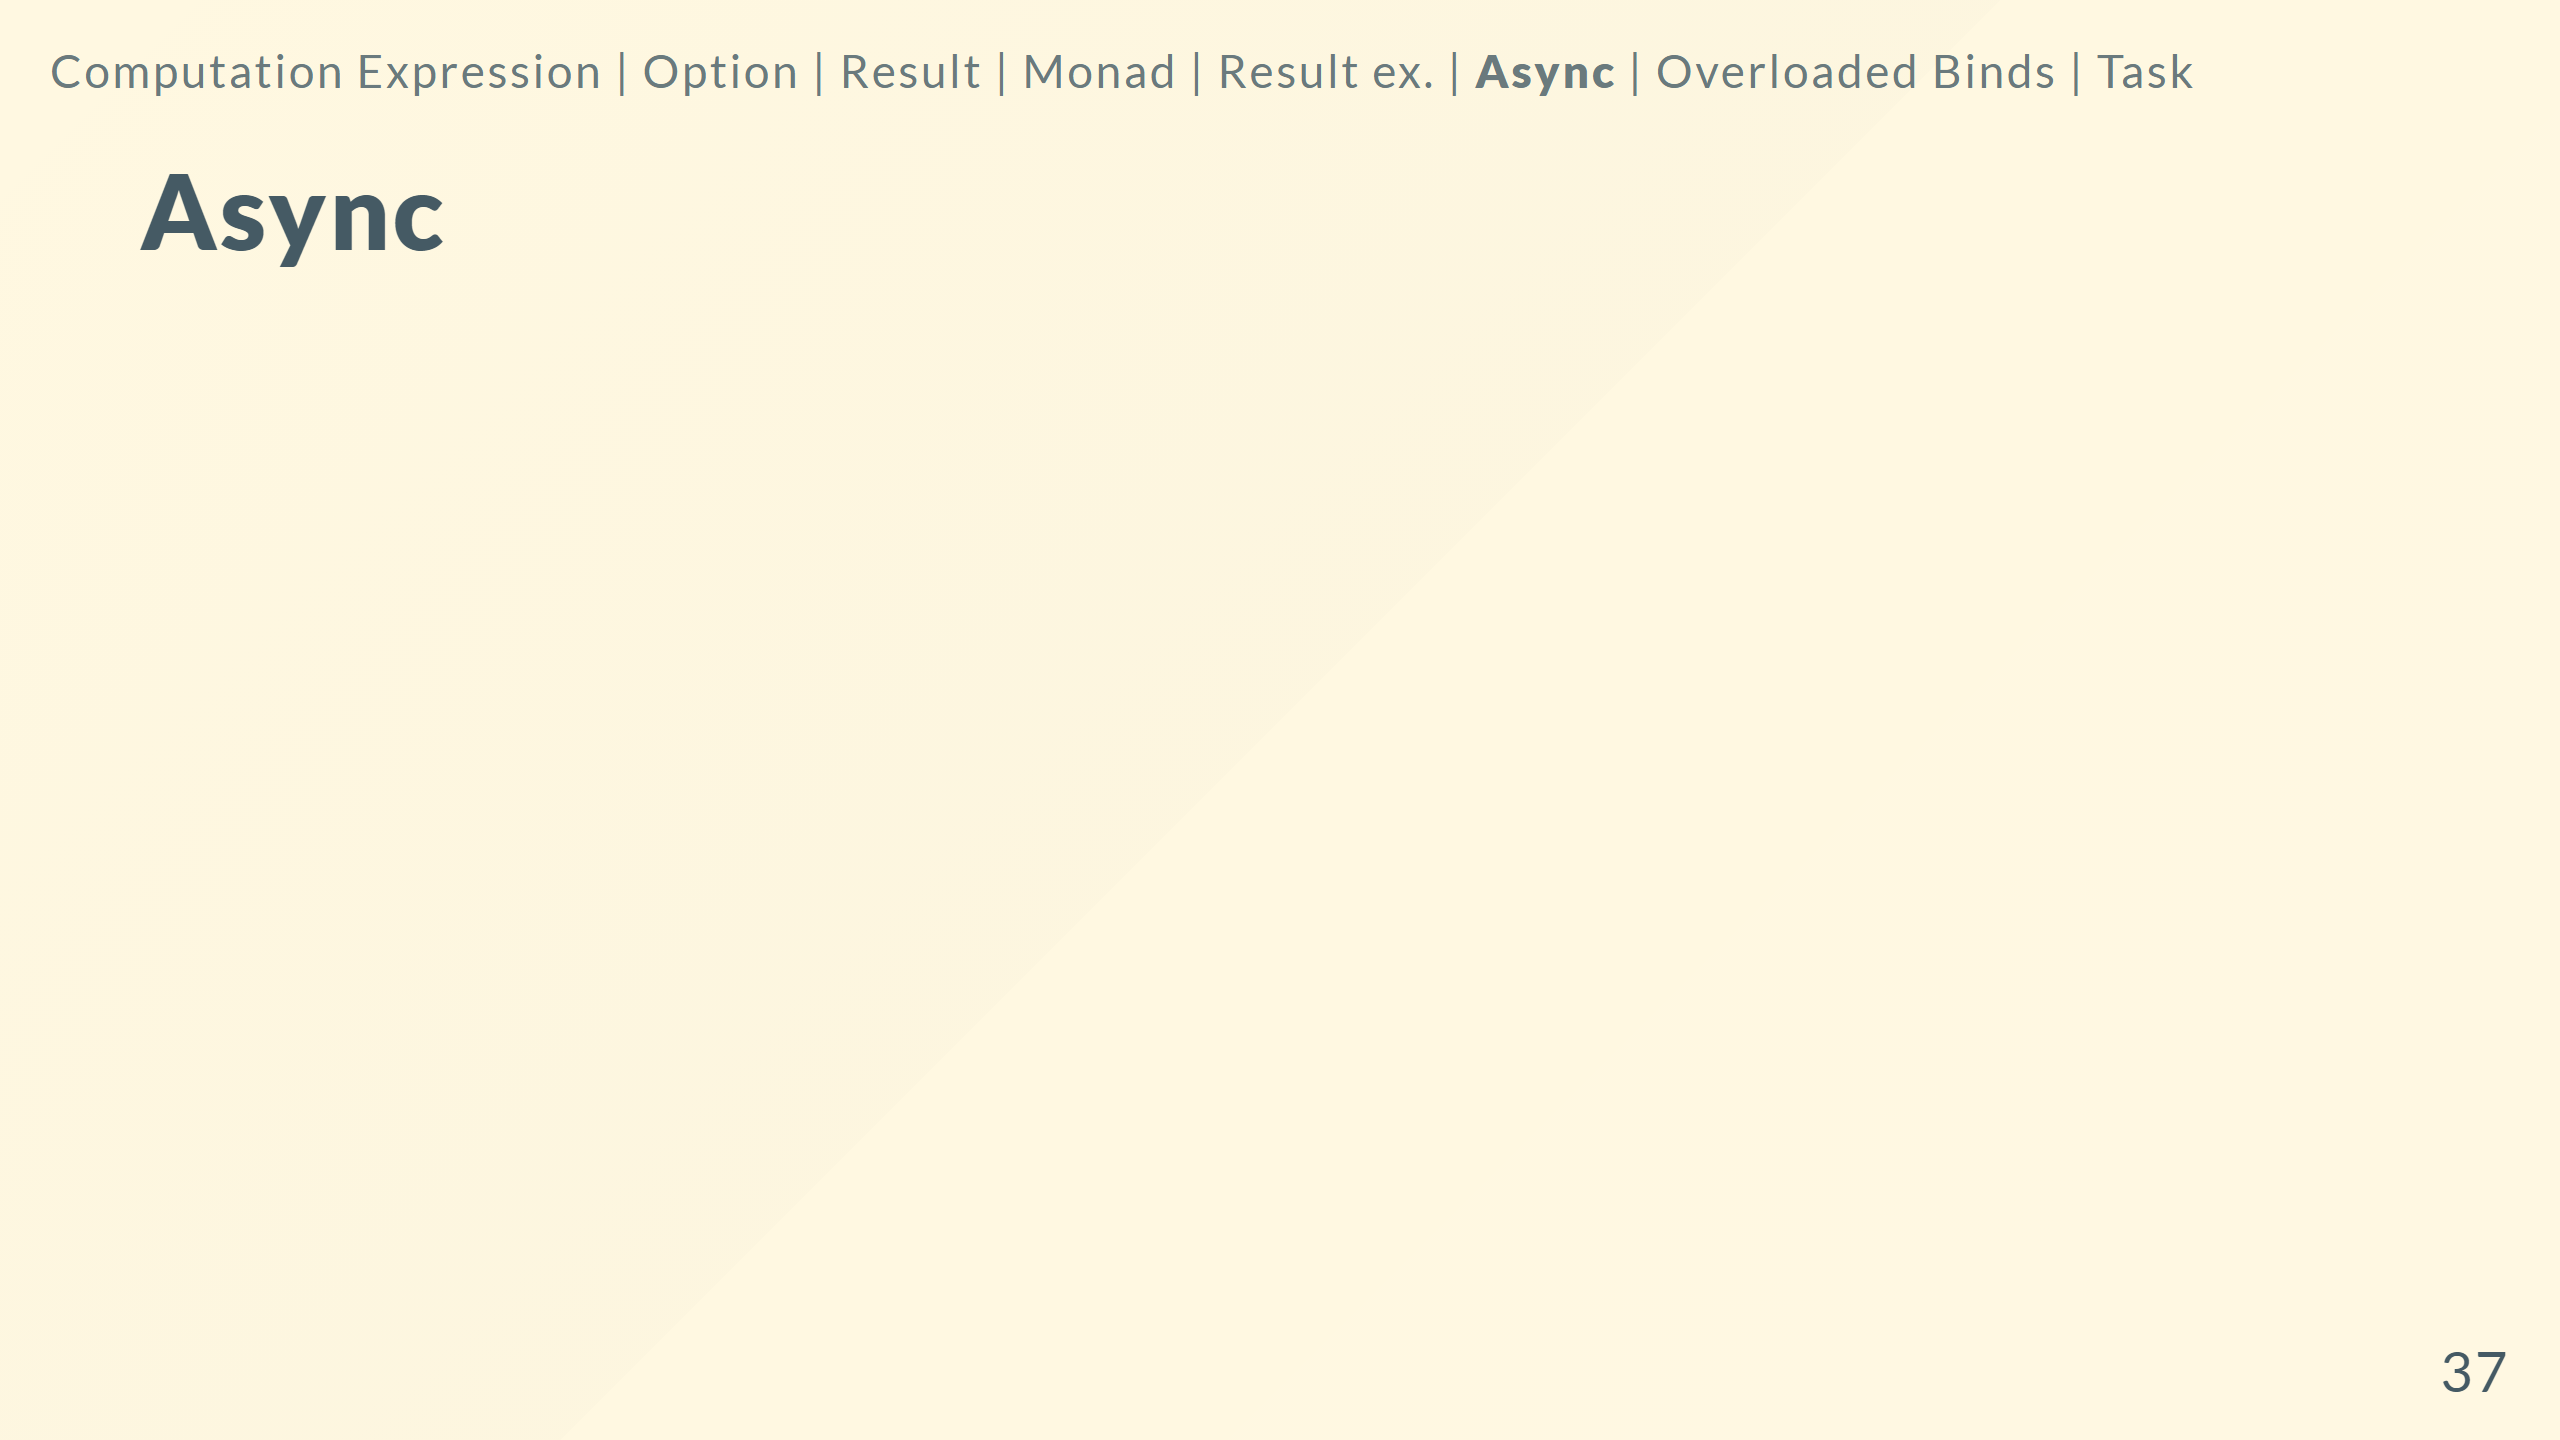 Computation Expression | Option | Result | Monad | Result ex. | Async | Overloaded Binds | Task
Async
37